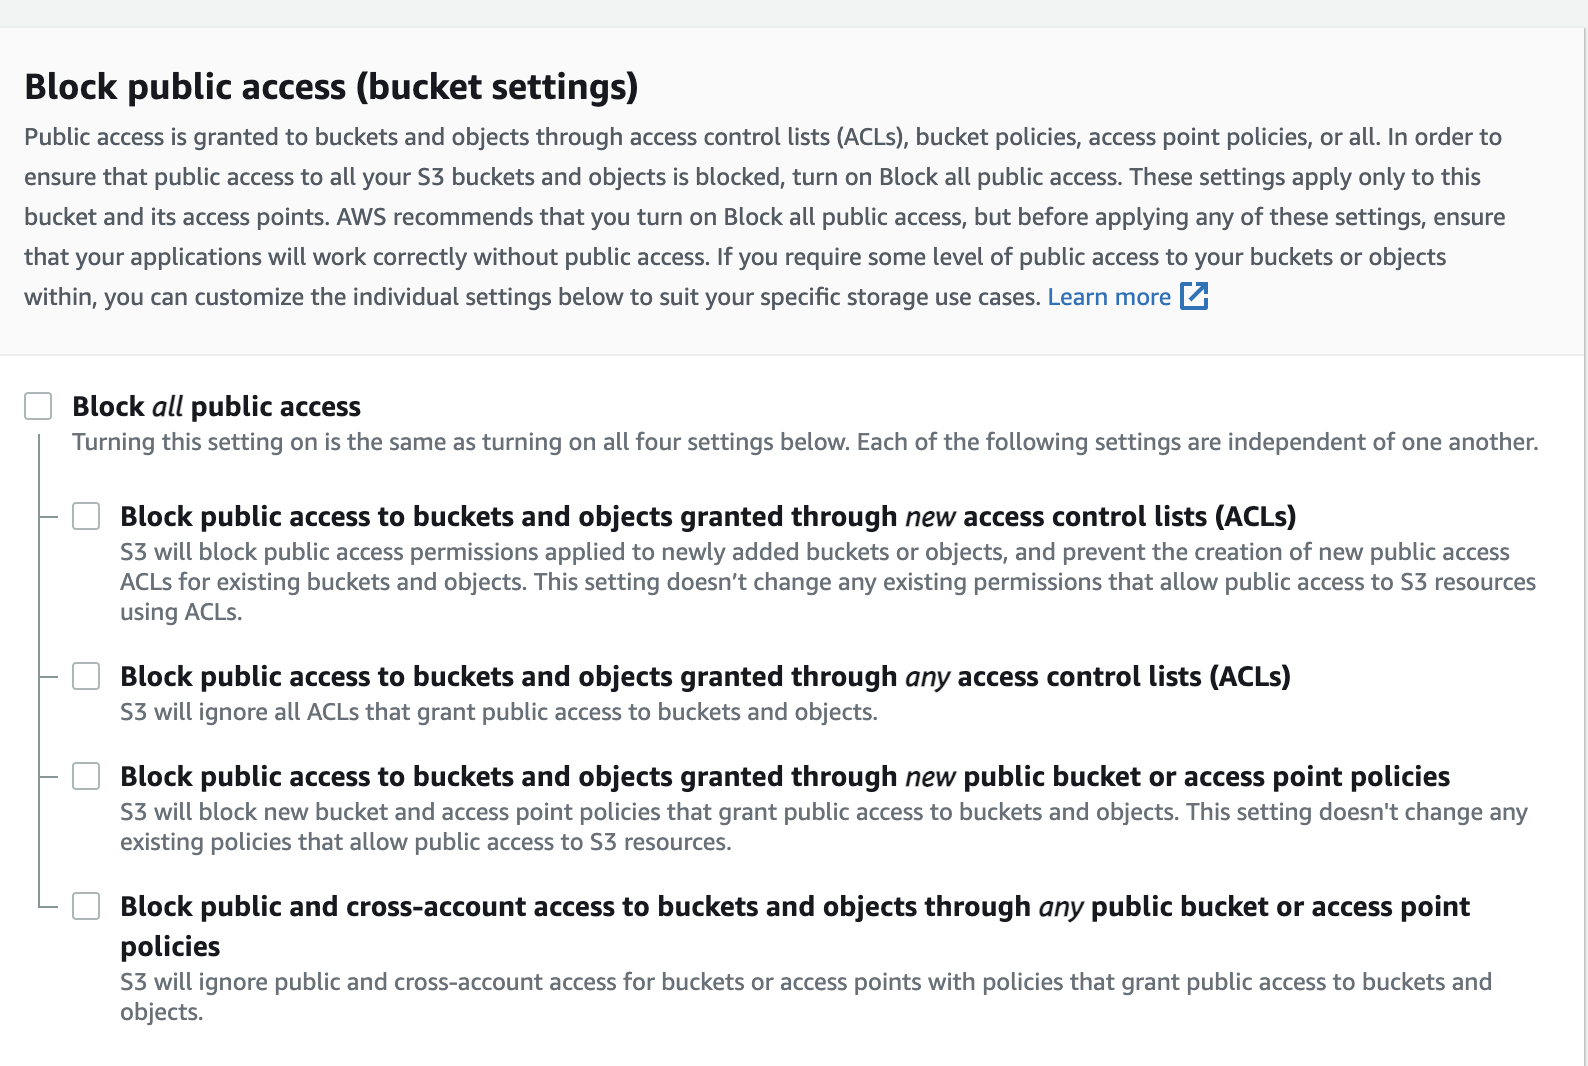 Block public access (bucket settings)
Public access is granted to buckets and objects through access control lists (ACLs), bucket policies, access point policies, or all. In order to
ensure that public access to all your S3 buckets and objects is blocked, turn on Block all public access. These settings apply only to this
bucket and its access points. AWS recommends that you turn on Block all public access, but before applying any of these settings, ensure
that your applications will work correctly without public access. If you require some level of public access to your buckets or objects
within, you can customize the individual settings below to suit your specific storage use cases. Learn more
Block all public access
Turning this setting on is the same as turning on all four settings below. Each of the following settings are independent of one another.
Block public access to buckets and objects granted through new access control lists (ACLs)
S3 will block public access permissions applied to newly added buckets or objects, and prevent the creation of new public access
ACLs for existing buckets and objects. This setting doesn’t change any existing permissions that allow public access to S3 resources
using ACLs.
Block public access to buckets and objects granted through any access control lists (ACLs)
S3 will ignore all ACLs that grant public access to buckets and objects.
Block public access to buckets and objects granted through new public bucket or access point policies
S3 will block new bucket and access point policies that grant public access to buckets and objects. This setting doesn't change any
existing policies that allow public access to S3 resources.
Block public and cross-account access to buckets and objects through any public bucket or access point
policies
S3 will ignore public and cross-account access for buckets or access points with policies that grant public access to buckets and
objects.